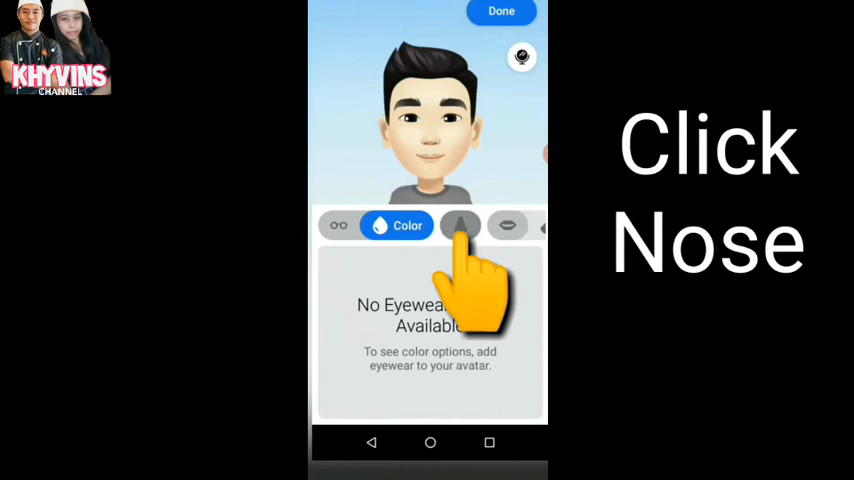 KHYVINS
CHANNEL
Done
Click
Nose
Color
No Eyewear
Available
To see color options, add
eyewear to your avatar.